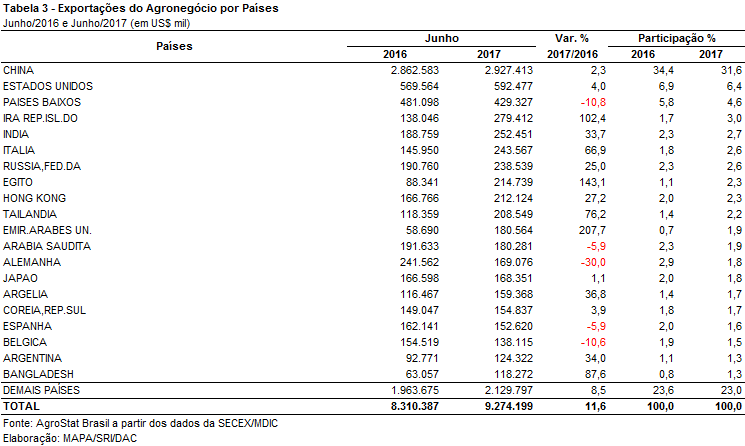 Tabela 3 - Exportações do Agronegócio por Países
Junho/2016 e Junho/2017 (em US$ mil)
Países Junho Var. % Participação %
2016 2017 2017/2016 2016 2017
CHINA 2.862.583 2.927.413 2,3 34,4 31,6
ESTADOS UNIDOS 569.564 592.477 4,0 6,9 6,4
PAISES BAIXOS 481.098 429.327 -10,8 5,8 4,6
IRA REP.ISL.DO 138.046 279.412 102,4 1,7 3,0
INDIA 188.759 252.451 33,7 2,3 2,7
ITALIA 145.950 243.567 66,9 1,8 2,6
RUSSIA,FED.DA 190.760 238.539 25,0 2,3 2,6
EGITO 88.341 214.739 143,1 1,1 2,3
HONG KONG 166.766 212.124 27,2 2,0 2,3
TAILANDIA 118.359 208.549 76,2 1,4 2,2
EMIR.ARABES UN. 58.690 180.564 207,7 0,7 1,9
ARABIA SAUDITA 191.633 180.281 -5,9 2,3 1,9
ALEMANHA 241.562 169.076 -30,0 2,9 1,8
JAPAO 166.598 168.351 1,1 2,0 1,8
ARGELIA 116.467 159.368 36,8 1,4 1,7
COREIA,REP.SUL 149.047 154.837 3,9 1,8 1,7
ESPANHA 162.141 152.620 -5,9 2,0 1,6
BELGICA 154.519 138.115 -10,6 1,9 1,5
ARGENTINA 92.771 124.322 34,0 1,1 1,3
BANGLADESH 63.057 118.272 87,6 0,8 1,3
DEMAIS PAÍSES 1.963.675 2.129.797 8,5 23,6 23,0
TOTAL 8.310.387 9.274.199 11,6 100,0 100,0
Fonte: AgroStat Brasil a partir dos dados da SECEX/MDIC
Elaboração: MAPA/SRI/DAC